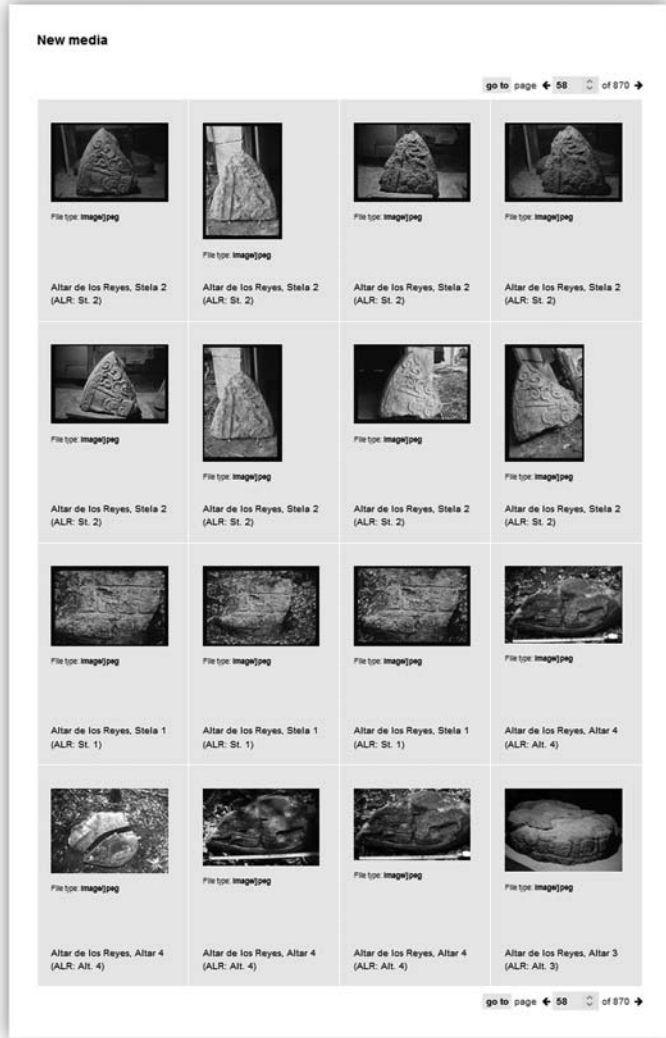 New media
go to page ← 58 of 870 →
File type: image/jpeg
File type: image/jpeg
File type: image/jpeg
File type: image/jpeg
Altar de los Reyes, Stela 2
(ALR: St. 2)
Altar de los Reyes, Stela 2
(ALR: St. 2)
Altar de los Reyes, Stela 2
(ALR: St. 2)
Altar de los Reyes, Stela 2
(ALR: St. 2)
File type: image/jpeg
File type: image/jpeg
File type: image/jpeg
File type: image/jpeg
Altar de los Reyes, Stela 2
(ALR: St. 2)
Altar de los Reyes, Stela 2
(ALR: St. 2)
Altar de los Reyes, Stela 2
(ALR: St. 2)
Altar de los Reyes, Stela 2
(ALR: St. 2)
File type: image/jpeg
File type: image/jpeg
File type: image/jpeg
File type: image/jpeg
Altar de los Reyes, Stela 1
(ALR: St. 1)
Altar de los Reyes, Stela 1
(ALR: St. 1)
Altar de los Reyes, Stela 1
(ALR: St. 1)
Altar de los Reyes, Altar 4
(ALR: Alt. 4)
File type: image/jpeg
File type: image/jpeg
File type: image/jpeg
File type: image/jpeg
Altar de los Reyes, Altar 4
(ALR: Alt. 4)
Altar de los Reyes, Altar 4
(ALR: Alt. 4)
Altar de los Reyes, Altar 4
(ALR: Alt. 4)
Altar de los Reyes, Altar 3
(ALR: Alt. 3)
go to page ← 58 of 870 →